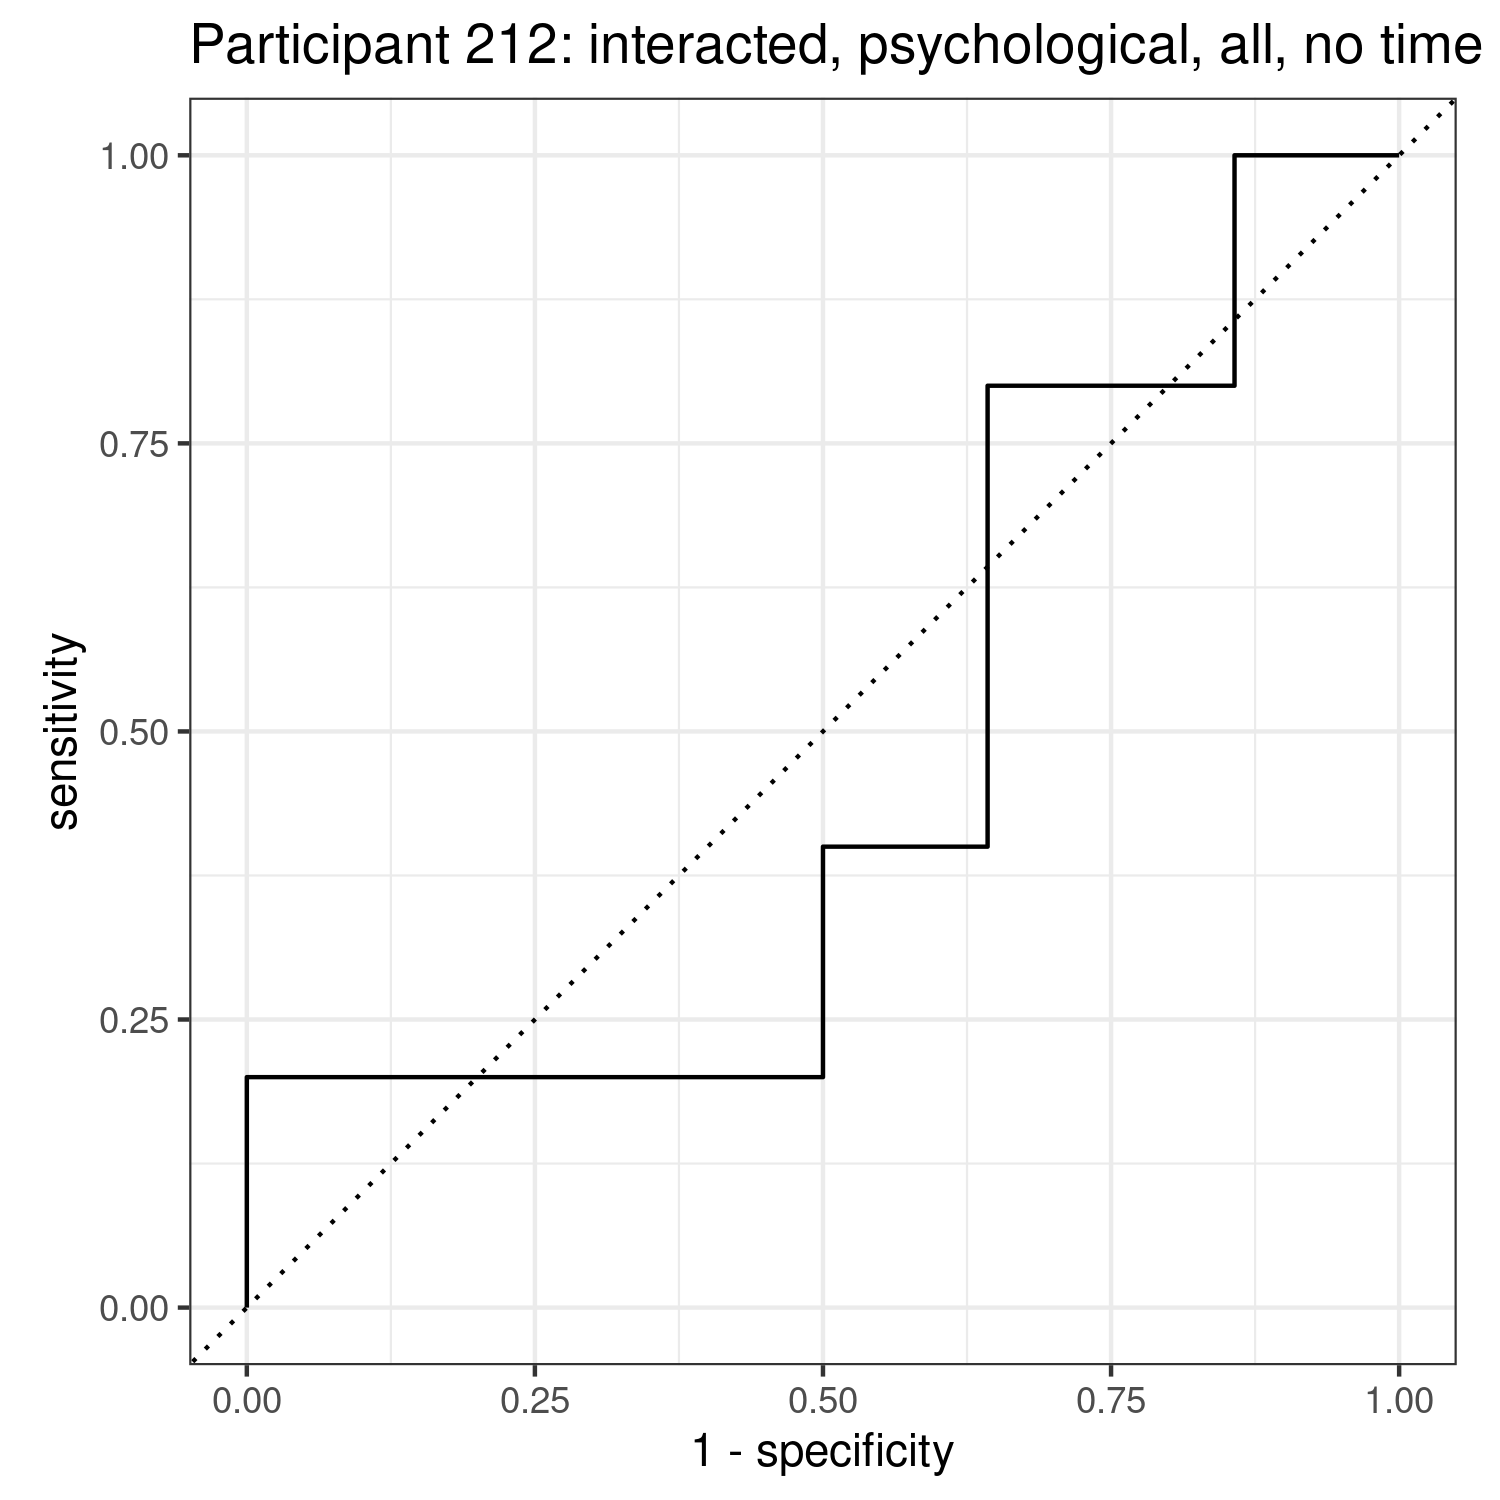 Participant 212: interacted, psychological, all, no time
1.00
0.75
0.50
0.25
0.00
sensitivity
0.00 0.25 0.50 0.75 1.00
1 - specificity